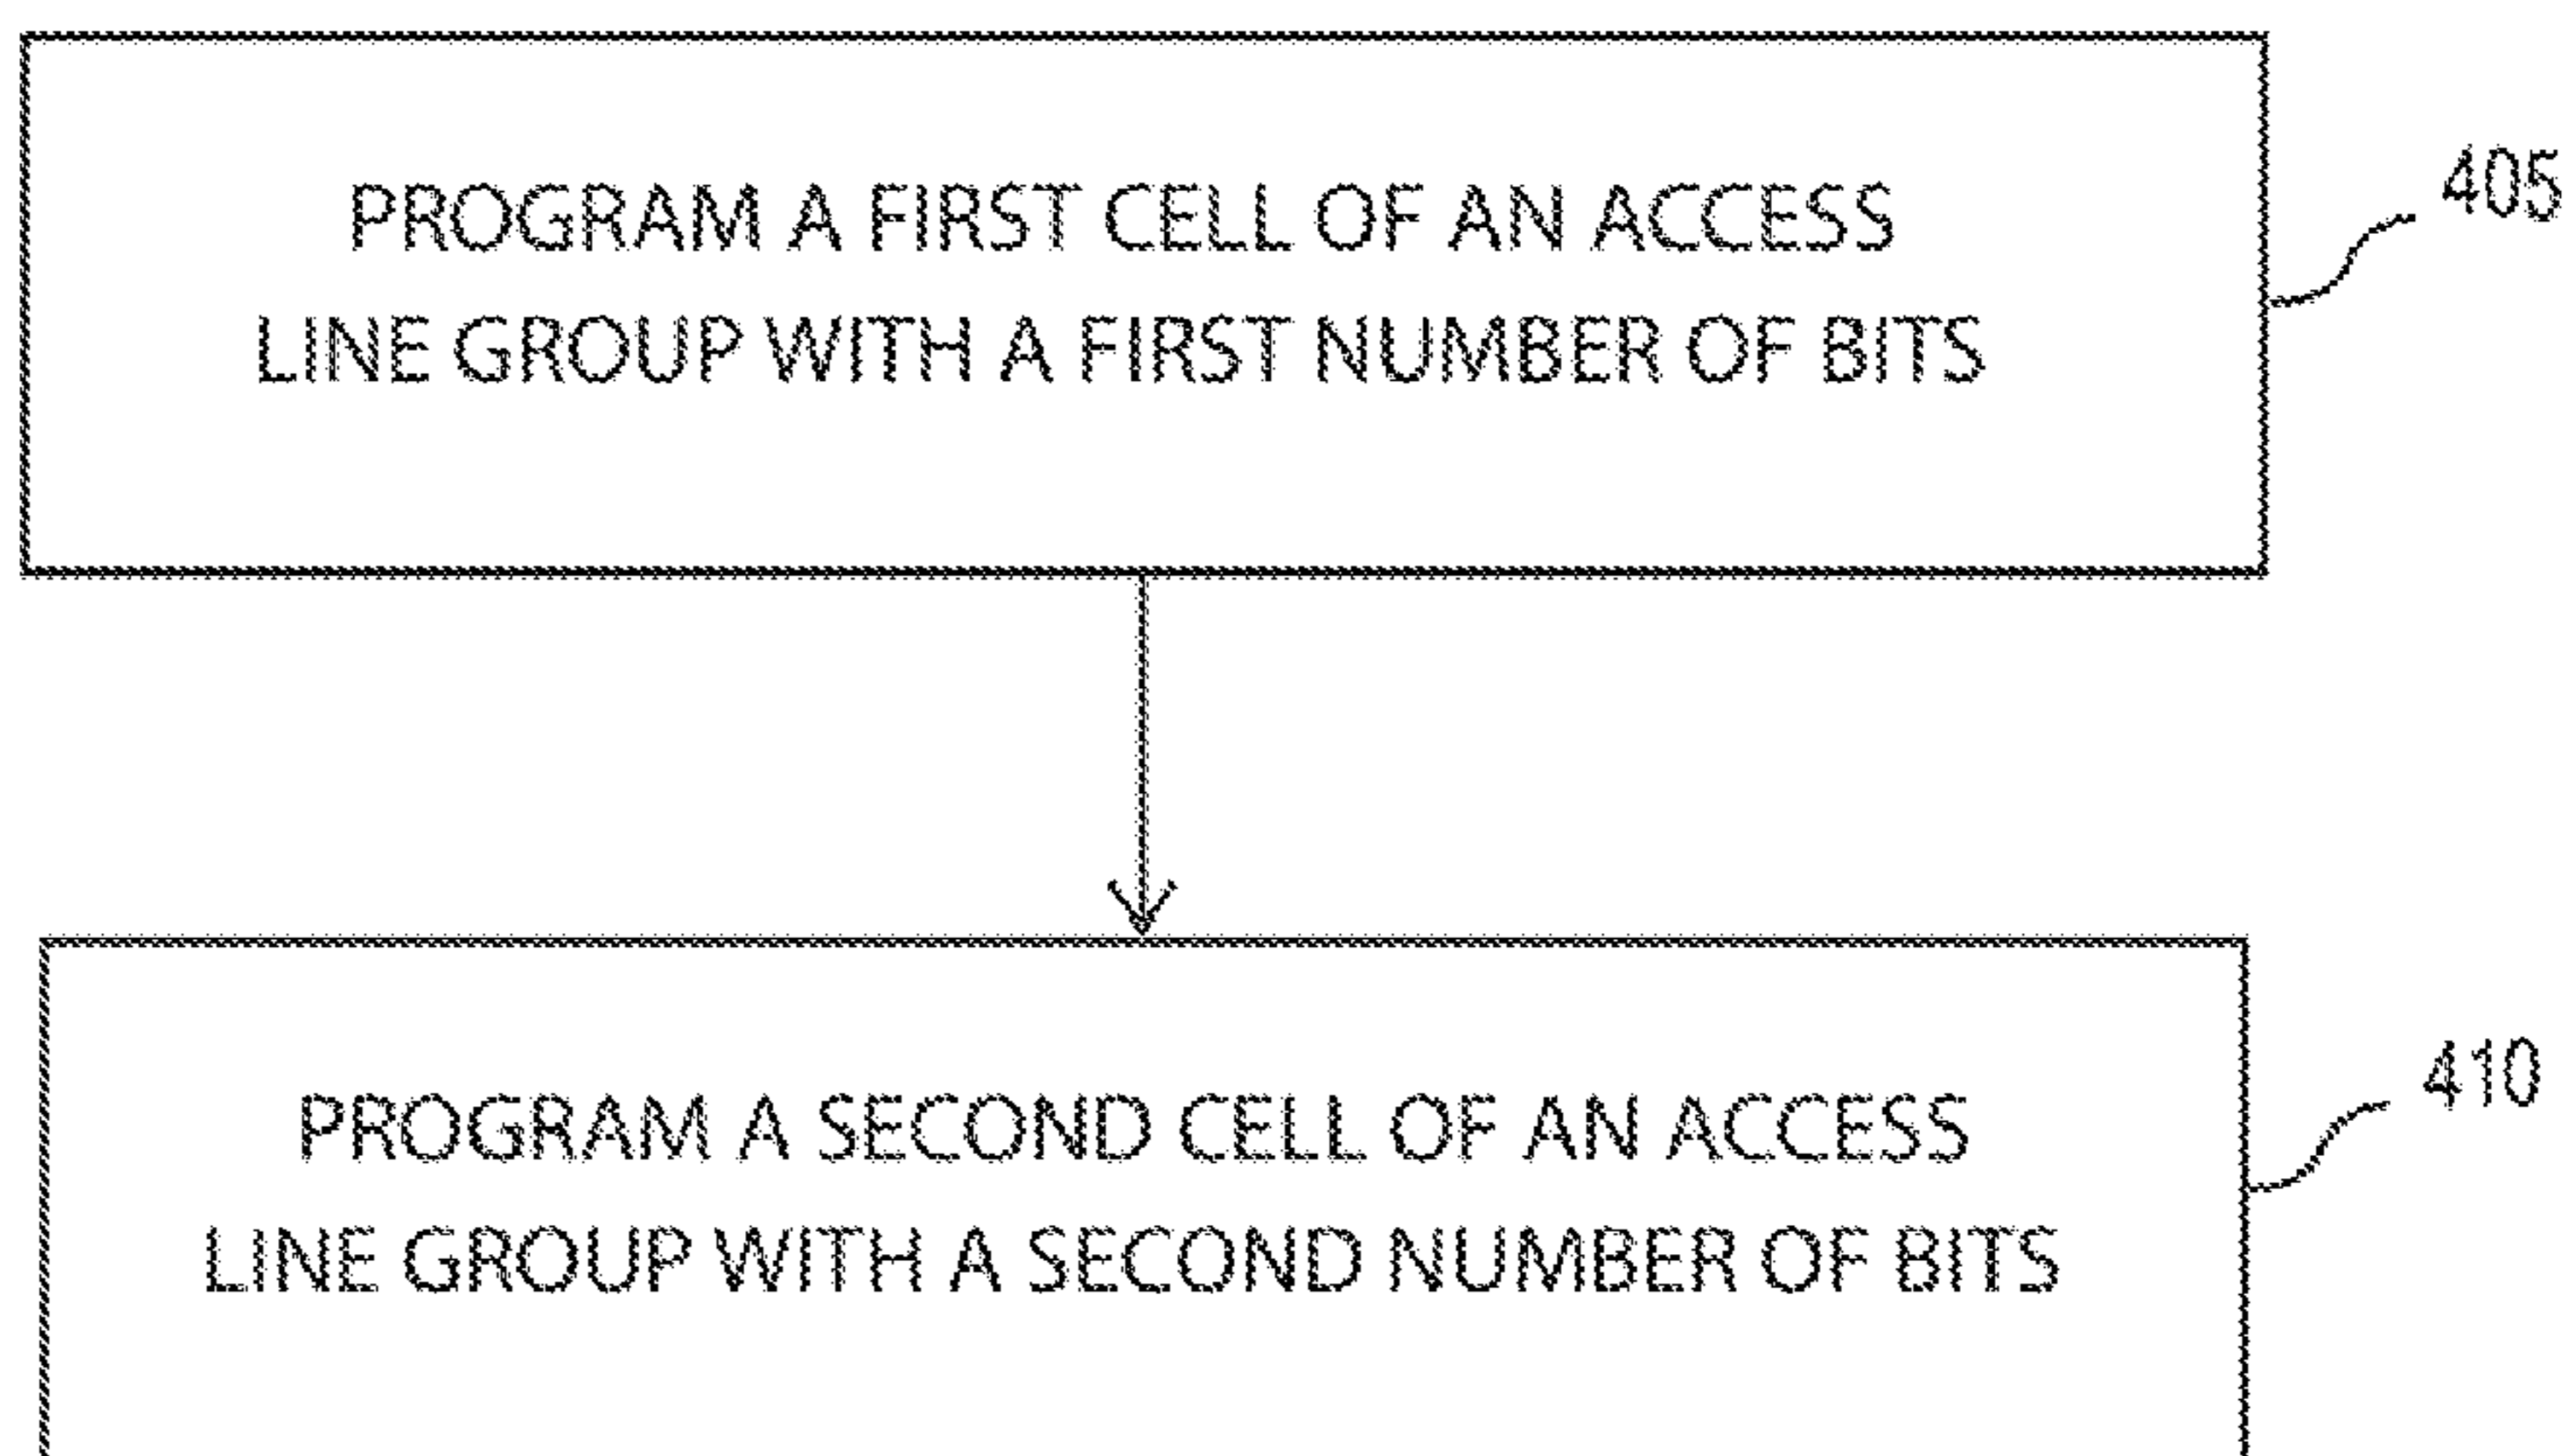 PROGRAM A FIRST CELL OF AN ACCESS
LINE GROUP WITH A FIRST NUMBER OF BITS
405
PROGRAM A SECOND CELL OF AN ACCESS
LINE GROUP WITH A SECOND NUMBER OF BITS
410